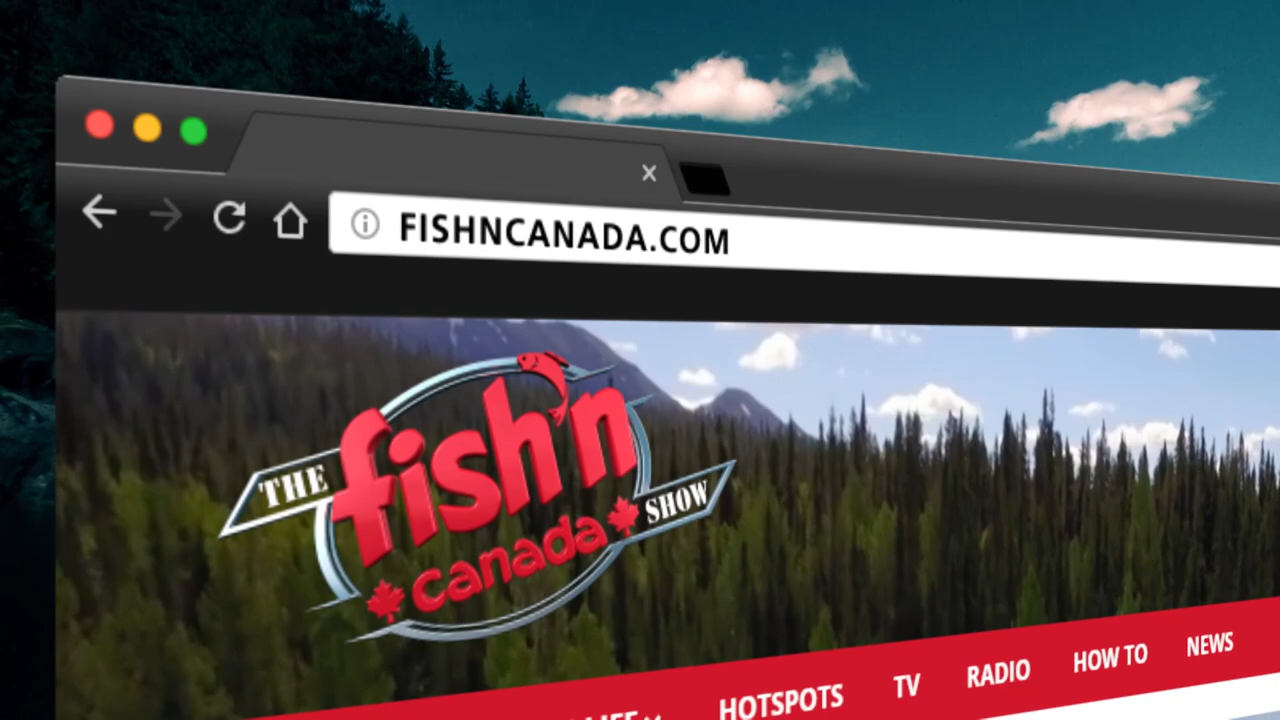 FISHNCANADA.COM
THE
fish'n
canada
SHOW
HOTSPOTS TV RADIO HOW TO NEWS